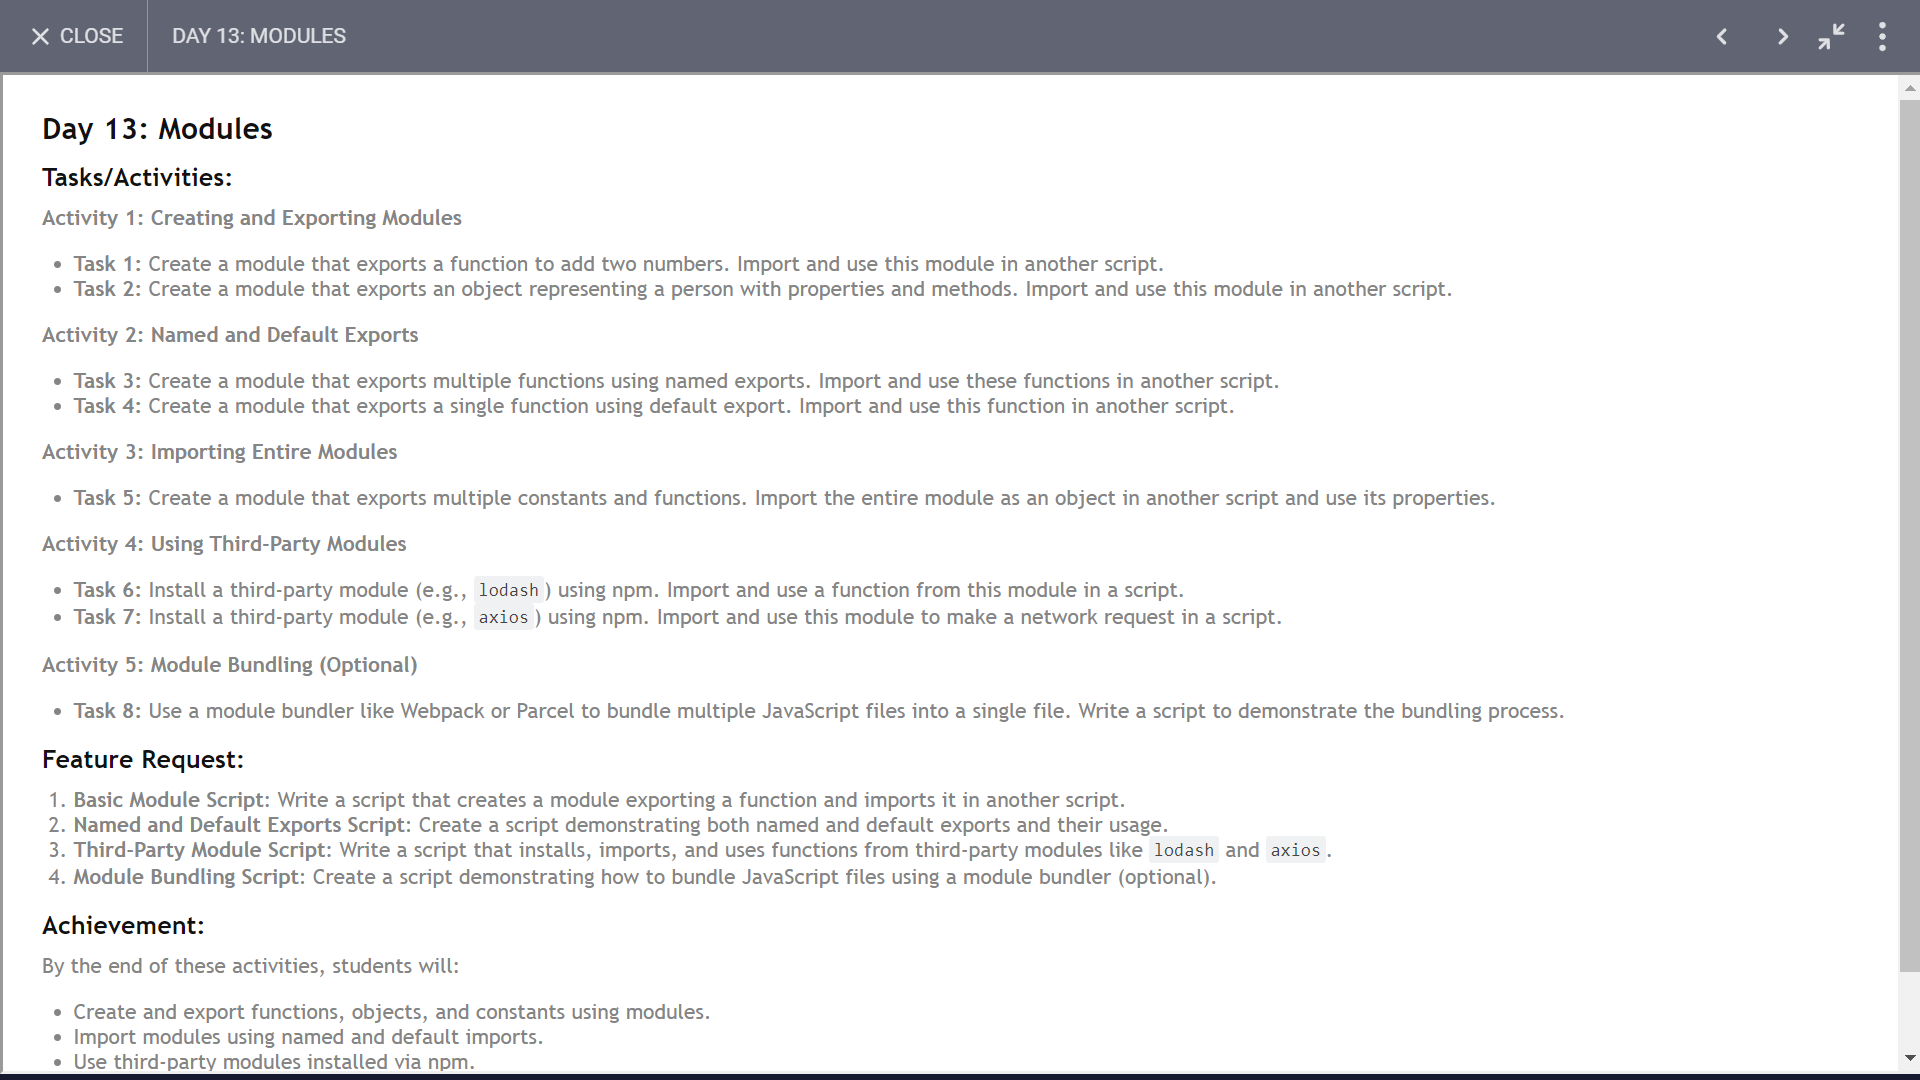 CLOSE
DAY 13: MODULES
Day 13: Modules
Tasks/Activities:
Activity 1: Creating and Exporting Modules
Task 1: Create a module that exports a function to add two numbers. Import and use this module in another script.
Task 2: Create a module that exports an object representing a person with properties and methods. Import and use this module in another script.
Activity 2: Named and Default Exports
Task 3: Create a module that exports multiple functions using named exports. Import and use these functions in another script.
Task 4: Create a module that exports a single function using default export. Import and use this function in another script.
Activity 3: Importing Entire Modules
Task 5: Create a module that exports multiple constants and functions. Import the entire module as an object in another script and use its properties.
Activity 4: Using Third-Party Modules
Task 6: Install a third-party module (e.g., lodash) using npm. Import and use a function from this module in a script.
Task 7: Install a third-party module (e.g., axios) using npm. Import and use this module to make a network request in a script.
Activity 5: Module Bundling (Optional)
Task 8: Use a module bundler like Webpack or Parcel to bundle multiple JavaScript files into a single file. Write a script to demonstrate the bundling process.
Feature Request:
1. Basic Module Script: Write a script that creates a module exporting a function and imports it in another script.
2. Named and Default Exports Script: Create a script demonstrating both named and default exports and their usage.
3. Third-Party Module Script: Write a script that installs, imports, and uses functions from third-party modules like lodash and axios.
4. Module Bundling Script: Create a script demonstrating how to bundle JavaScript files using a module bundler (optional).
Achievement:
By the end of these activities, students will:
Create and export functions, objects, and constants using modules.
Import modules using named and default imports.
Use third-party modules installed via npm.